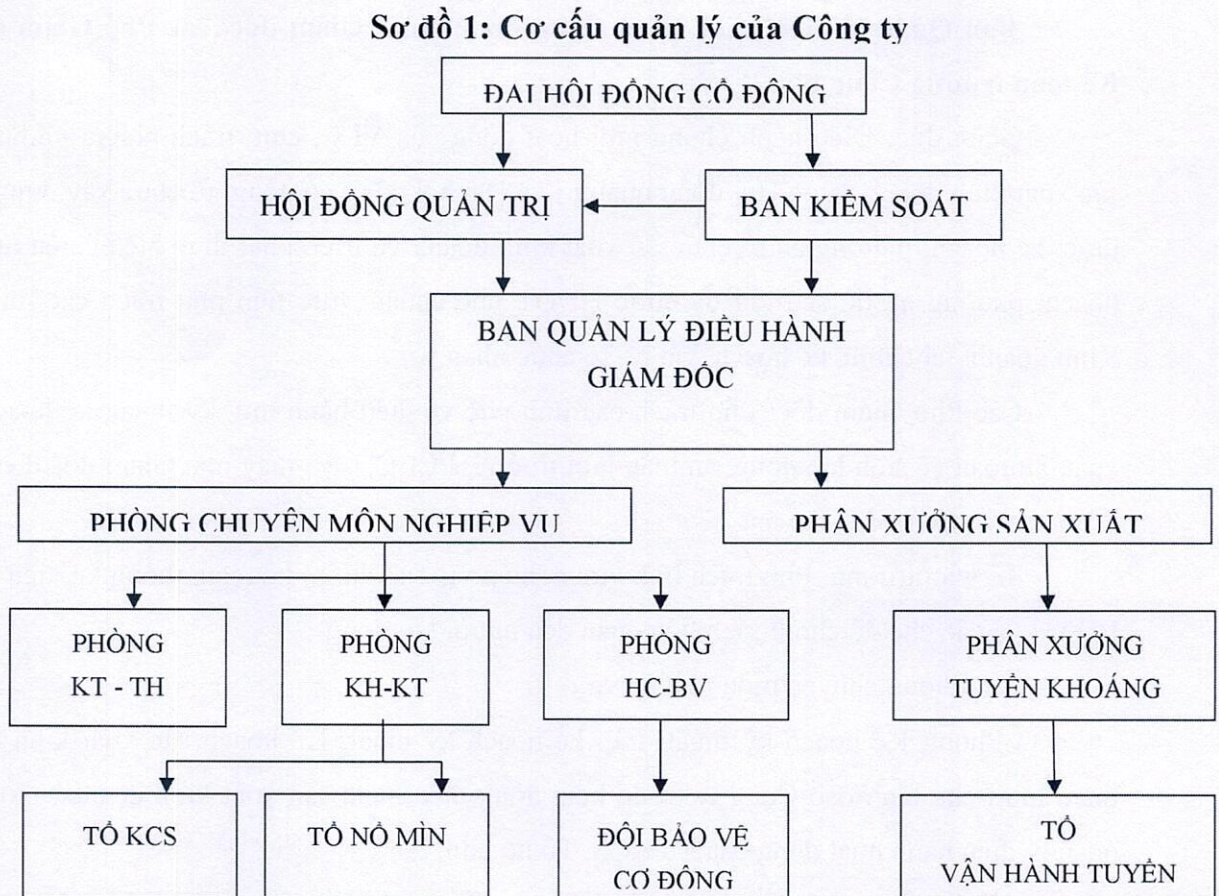 Sơ đồ 1: Cơ cấu quản lý của Công ty
ĐẠI HỘI ĐỒNG CỔ ĐÔNG
HỘI ĐỒNG QUẢN TRỊ
BAN KIỂM SOÁT
BAN QUẢN LÝ ĐIỀU HÀNH
GIÁM ĐỐC
PHÒNG CHUYÊN MÔN NGHIỆP VỤ
PHÂN XƯỞNG SẢN XUẤT
PHÒNG
KT - TH
PHÒNG
KH-KT
PHÒNG
HC-BV
PHÂN XƯỞNG
TUYỂN KHOÁNG
TỔ KCS
TỔ NỔ MÌN
ĐỘI BẢO VỆ
CƠ ĐỘNG
TỔ
VẬN HÀNH TUYỂN